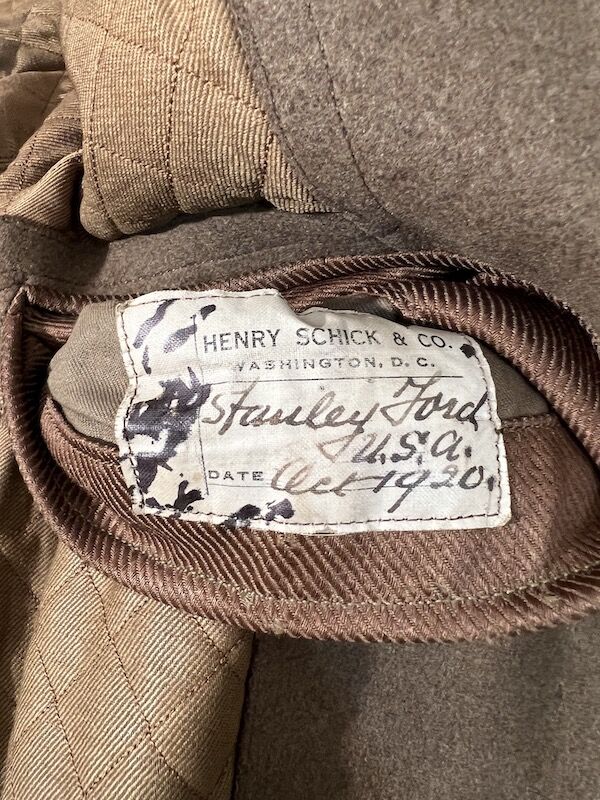 HENRY SCHICK & CO.
WASHINGTON, D. C.
Stanley Ford
U.S.A.
DATE Oct 1920.